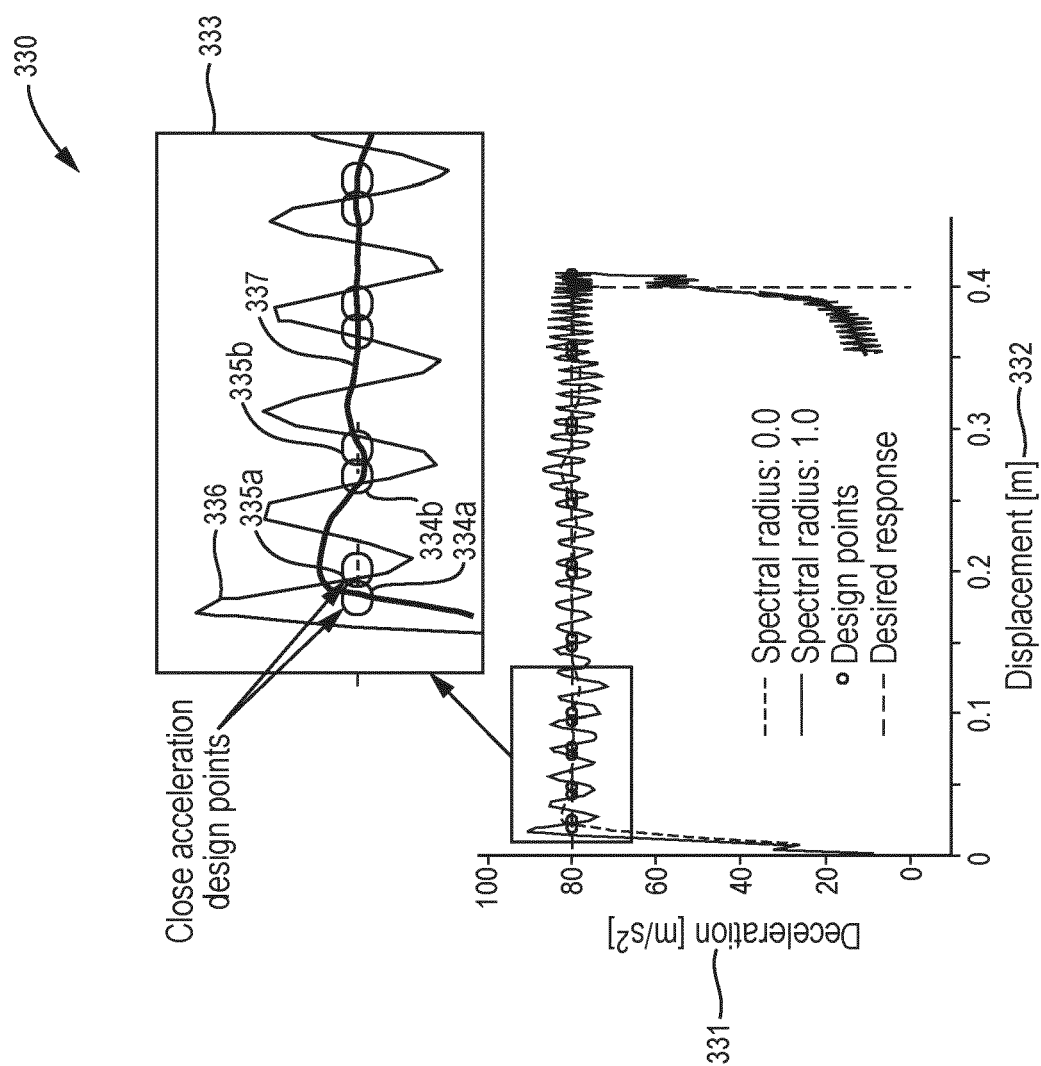 330
333
Close acceleration
design points
336
335a
335b
337
334b
334a
100
80
60
40
20
0
Deceleration [m/s²]
331
0
0.1
0.2
0.3
0.4
Displacement [m]
332
Spectral radius: 0.0
Spectral radius: 1.0
Design points
Desired response